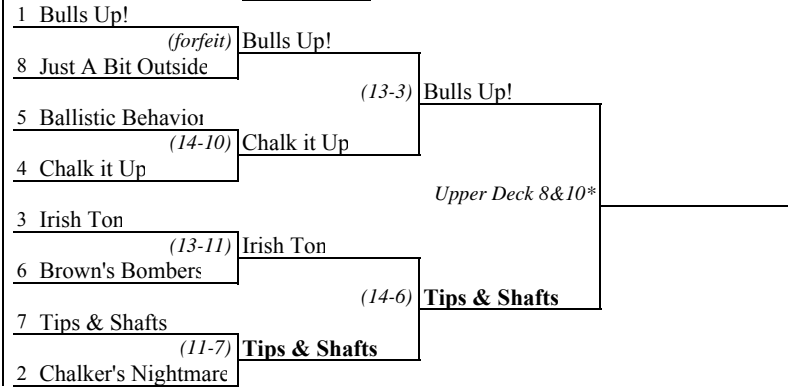 1 Bulls Up!
(forfeit) Bulls Up!
8 Just A Bit Outside
(13-3) Bulls Up!
5 Ballistic Behavior
(14-10) Chalk it Up
4 Chalk it Up
Upper Deck 8&10*
3 Irish Ton
(13-11) Irish Ton
6 Brown's Bombers
(14-6) Tips & Shafts
7 Tips & Shafts
(11-7) Tips & Shafts
2 Chalker's Nightmare